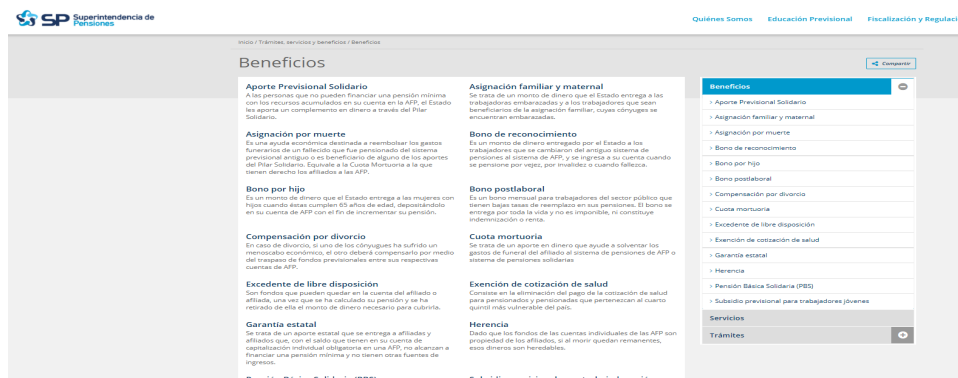 SP Superintendencia de
Pensiones
Quiénes Somos Educación Previsional Fiscalización y Regulaci
Inicio / Trámites, servicios y beneficios / Beneficios
Beneficios
Compartir
Aporte Previsional Solidario
A las personas que no pueden financiar una pensión mínima
con los recursos acumulados en su cuenta en la AFP, el Estado
les aporta un complemento en dinero a través del Pilar
Solidario.
Asignación familiar y maternal
Se trata de un monto de dinero que el Estado entrega a las
trabajadoras embarazadas y a los trabajadores que sean
beneficiarios de la asignación familiar, cuyas cónyuges se
encuentran embarazadas.
Asignación por muerte
Es una ayuda económica destinada a reembolsar los gastos
funerarios de un fallecido que fue pensionado del sistema
previsional antiguo o es beneficiario de alguno de los aportes
del Pilar Solidario. Equivale a la Cuota Mortuoria a la que
tienen derecho los afiliados a las AFP.
Bono de reconocimiento
Es un monto de dinero entregado por el Estado a los
trabajadores que se cambiaron del antiguo sistema de
pensiones al sistema de AFP, y se ingresa a su cuenta cuando
se pensione por vejez, por invalidez o cuando fallezca.
Bono por hijo
Es un monto de dinero que el Estado entrega a las mujeres con
hijos cuando éstas cumplen 65 años de edad, depositándolo
en su cuenta de AFP con el fin de incrementar su pensión.
Bono postlaboral
Es un bono mensual para trabajadores del sector público que
tienen bajas tasas de reemplazo en sus pensiones. El bono se
entrega por toda la vida y no es imponible, ni constituye
indemnización o renta.
Compensación por divorcio
En caso de divorcio, si uno de los cónyugues ha sufrido un
menoscabo económico, el otro deberá compensarlo por medio
del traspaso de fondos previsionales entre sus respectivas
cuentas de AFP.
Cuota mortuoria
Se trata de un aporte en dinero que ayude a solventar los
gastos de funeral del afiliado al sistema de pensiones de AFP o
sistema de pensiones solidarias
Excedente de libre disposición
Son fondos que pueden quedar en la cuenta del afiliado o
afiliada, una vez que se ha calculado su pensión y se ha
retirado de ella el monto de dinero necesario para cubrirla.
Exención de cotización de salud
Consiste en la eliminación del pago de la cotización de salud
para pensionados y pensionadas que pertenezcan al cuarto
quintil más vulnerable del país.
Garantía estatal
Se trata de un aporte estatal que se entrega a afiliadas y
afiliados que, con el saldo que tienen en su cuenta de
capitalización individual obligatoria en una AFP, no alcanzan a
financiar una pensión mínima y no tienen otras fuentes de
ingresos.
Herencia
Dado que los fondos de las cuentas individuales de las AFP son
propiedad de los afiliados, si al morir quedan remanentes,
esos dineros son heredables.
Beneficios
> Aporte Previsional Solidario
> Asignación familiar y maternal
> Asignación por muerte
> Bono de reconocimiento
> Bono por hijo
> Bono postlaboral
> Compensación por divorcio
> Cuota mortuoria
> Excedente de libre disposición
> Exención de cotización de salud
> Garantía estatal
> Herencia
> Pensión Básica Solidaria (PBS)
> Subsidio previsional para trabajadores jóvenes
Servicios
Trámites